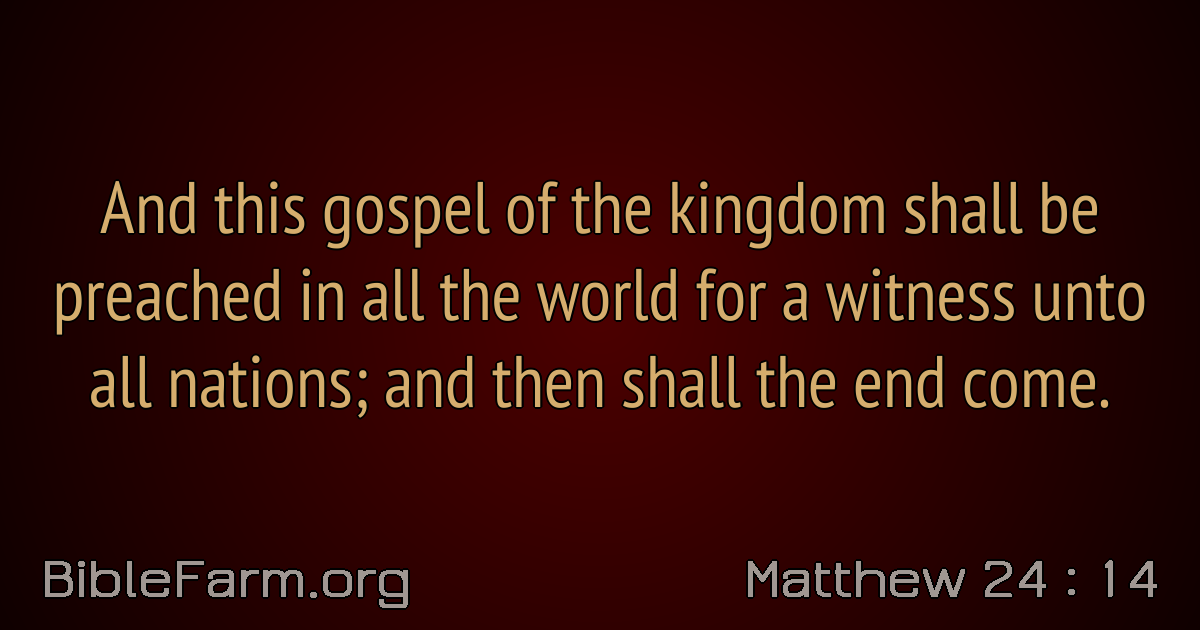 And this gospel of the kingdom shall be
preached in all the world for a witness unto
all nations; and then shall the end come.
BibleFarm.org
Matthew 24 : 14